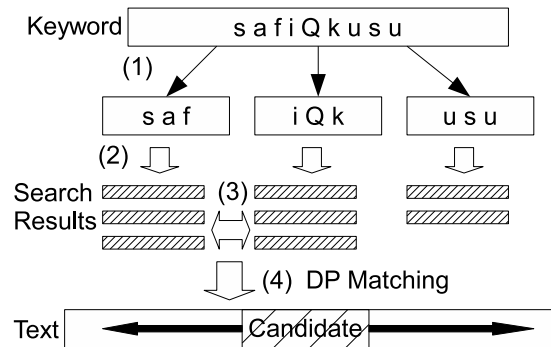 Keyword s a f i Q k u s u
(1)
s a f i Q k u s u
(2)
Search (3)
Results
(4) DP Matching
Text Candidate